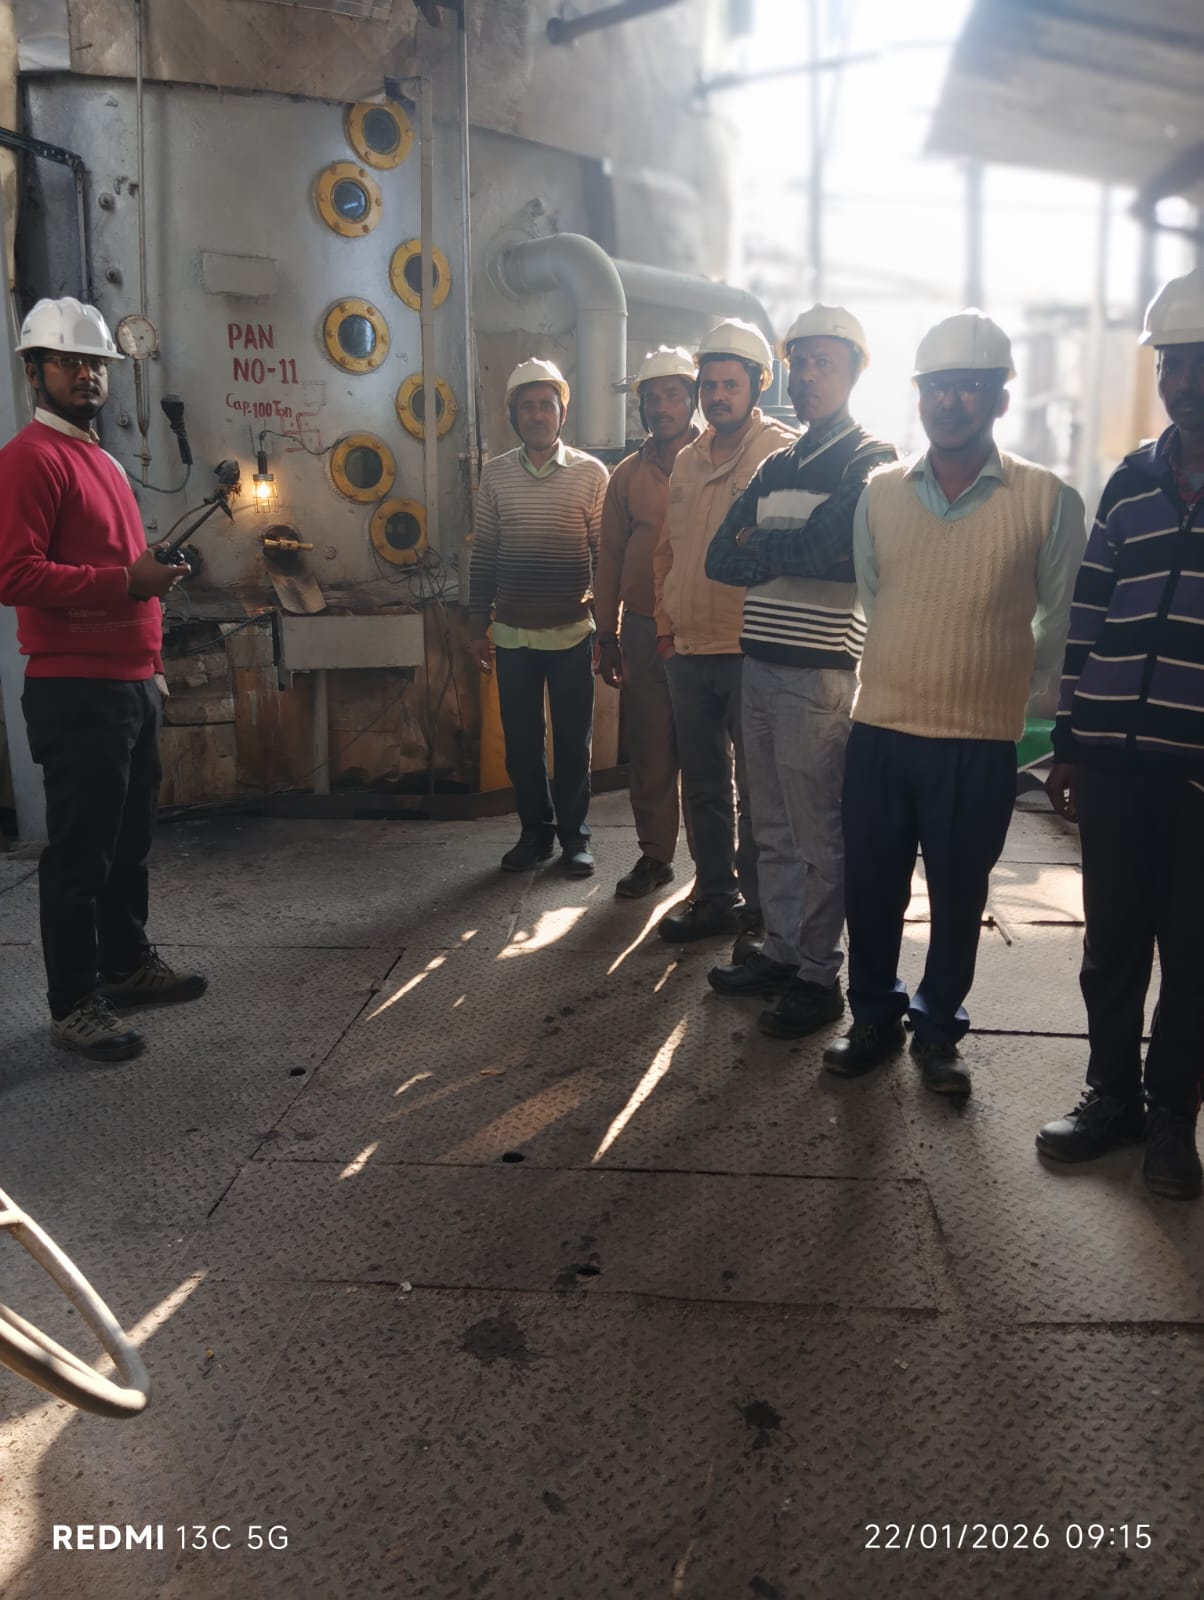 PAN
NO-11
Cap.100 Ton
REDMI 13C 5G
22/01/2026 09:15